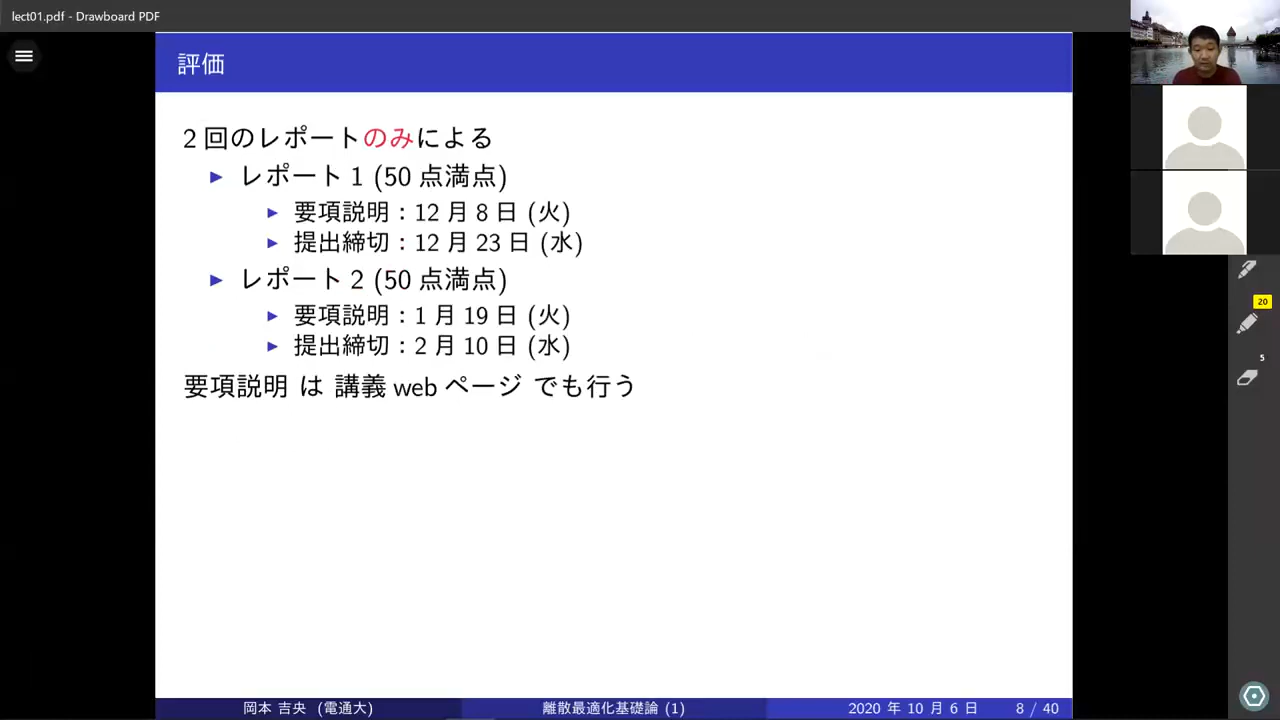 lect01.pdf - Drawboard PDF
評価
2 回のレポートのみによる
▶ レポート 1 (50 点満点)
▶ 要項説明：12 月 8 日 (火)
▶ 提出締切：12 月 23 日 (水)
▶ レポート 2 (50 点満点)
▶ 要項説明：1 月 19 日 (火)
▶ 提出締切：2 月 10 日 (水)
要項説明 は 講義 web ページ でも行う
20
5
岡本 吉央 (電通大) 離散最適化基礎論 (1) 2020 年 10 月 6 日 8 / 40